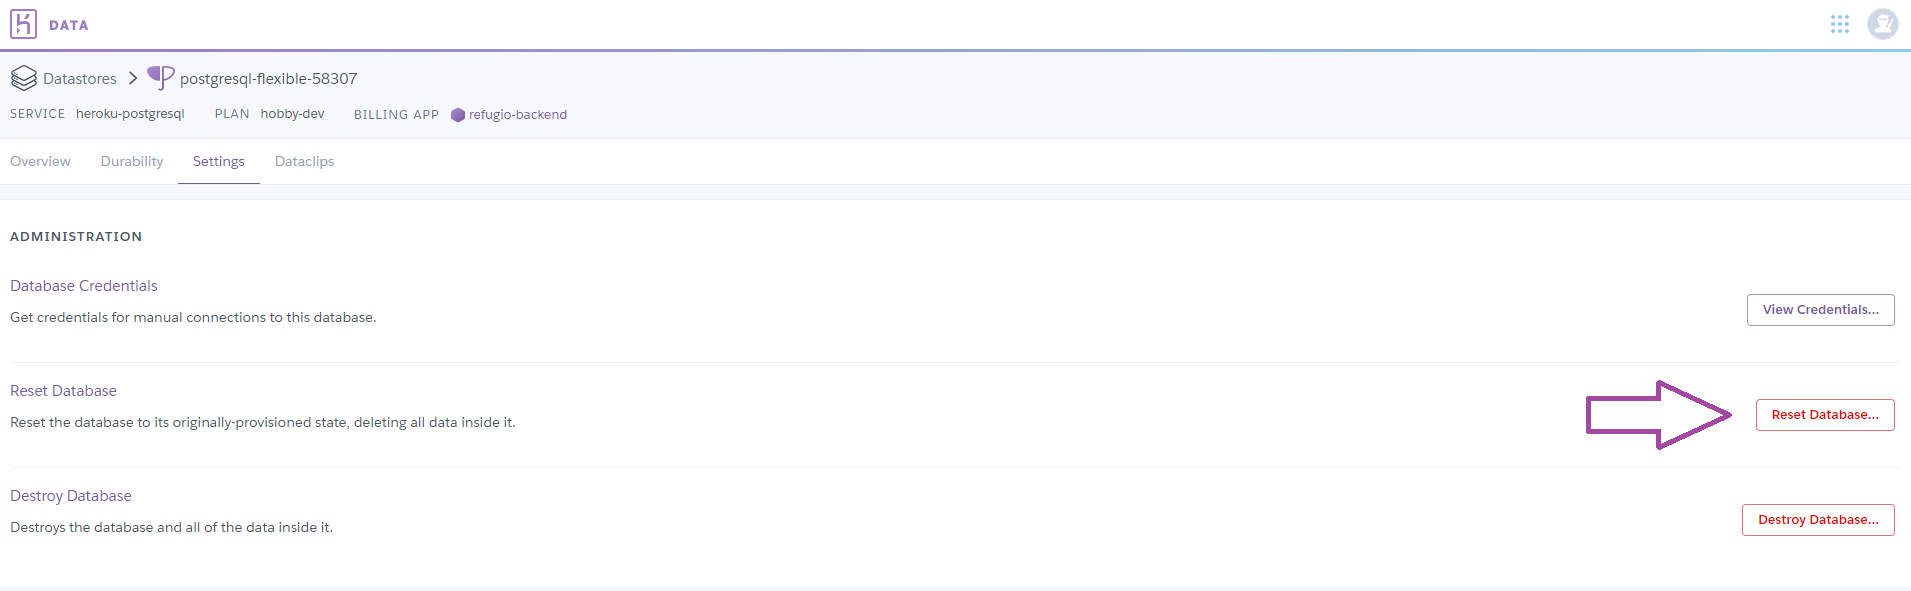 DATA
Datastores > postgresql-flexible-58307
SERVICE heroku-postgresql PLAN hobby-dev BILLING APP refugio-backend
Overview Durability Settings Dataclips
ADMINISTRATION
Database Credentials
Get credentials for manual connections to this database.
View Credentials...
Reset Database
Reset the database to its originally-provisioned state, deleting all data inside it.
Reset Database...
Destroy Database
Destroys the database and all of the data inside it.
Destroy Database...